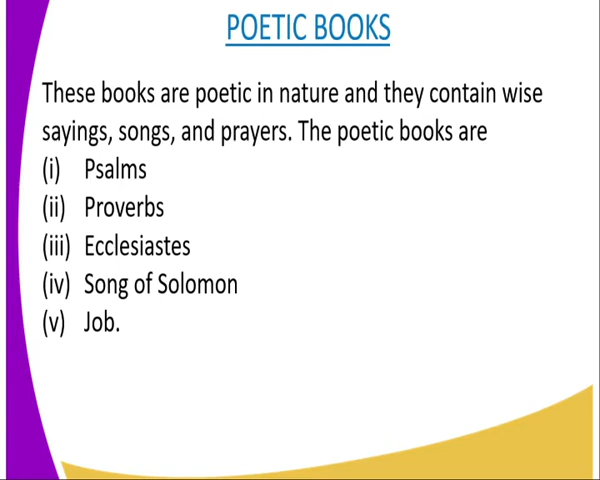 POETIC BOOKS
These books are poetic in nature and they contain wise
sayings, songs, and prayers. The poetic books are
(i) Psalms
(ii) Proverbs
(iii) Ecclesiastes
(iv) Song of Solomon
(v) Job.